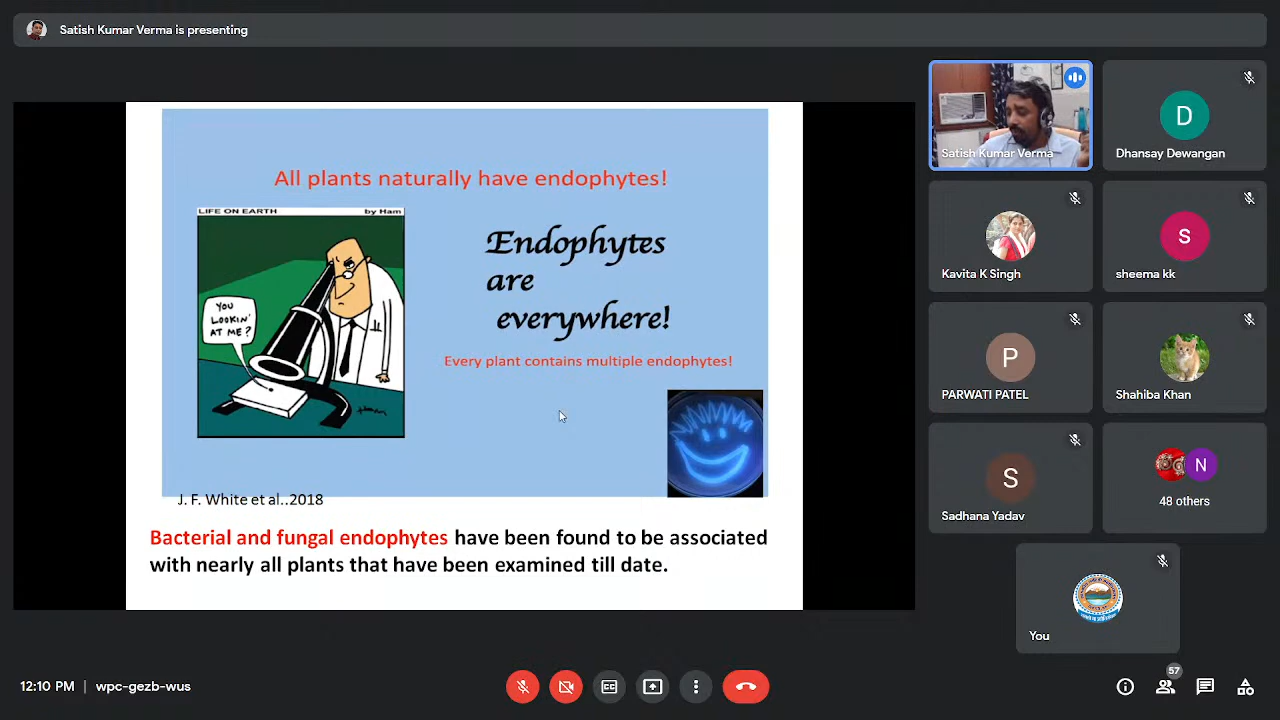 Satish Kumar Verma is presenting
All plants naturally have endophytes!
LIFE ON EARTH by Ham
YOU
LOOKIN'
AT ME?
Endophytes
are
everywhere!
Every plant contains multiple endophytes!
J. F. White et al..2018
Bacterial and fungal endophytes have been found to be associated
with nearly all plants that have been examined till date.
Satish Kumar Verma
D
Dhansay Dewangan
Kavita K Singh
S
sheema kk
P
PARWATI PATEL
Shahiba Khan
S
Sadhana Yadav
N
48 others
You
12:10 PM | wpc-gezb-wus
57